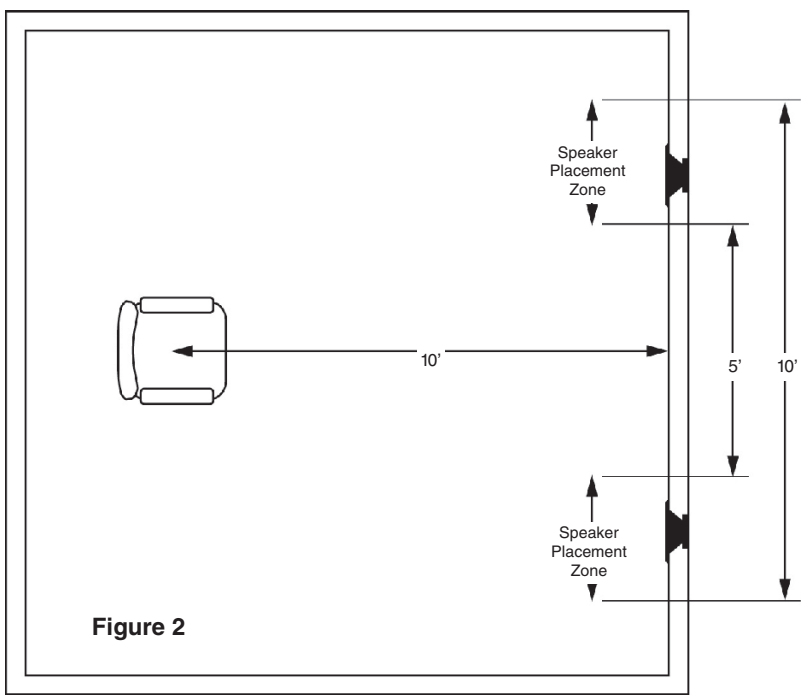 Speaker
Placement
Zone
10’
5’
10’
Speaker
Placement
Zone
Figure 2